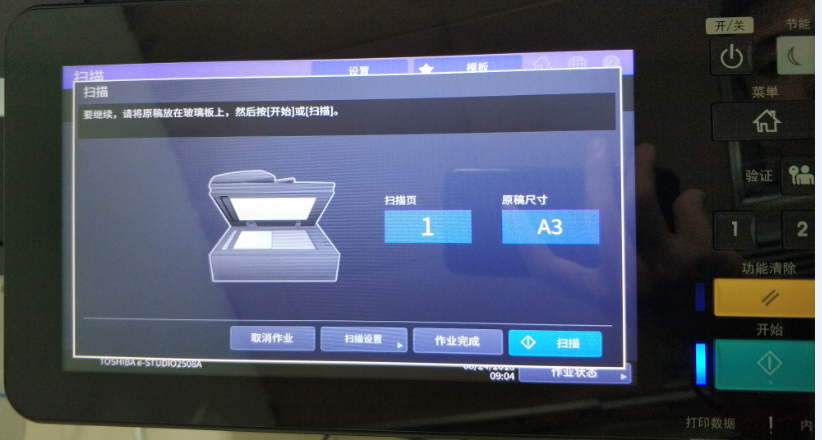 开/关
节能
扫描
设置
模板
扫描
要继续，请将原稿放在玻璃板上，然后按[开始]或[扫描]。
菜单
验证
扫描页
原稿尺寸
1
A3
1
2
功能清除
取消作业
扫描设置
作业完成
扫描
开始
TOSHIBA e-STUDIO2508A
09:04
作业状态
打印数据
内